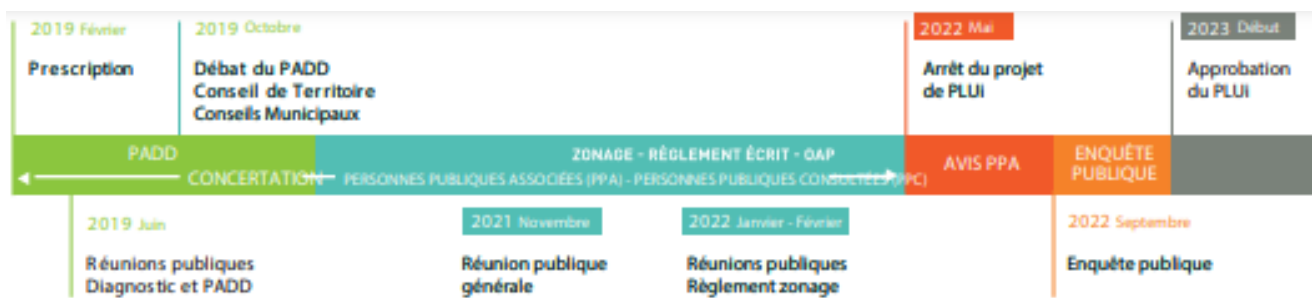 2019 Février
2019 Octobre
2022 Mai
2023 Début
Prescription
Débat du PADD
Conseil de Territoire
Conseils Municipaux
Arrêt du projet
de PLUi
Approbation
du PLUi
PADD
CONCERTATION
ZONAGE - RÈGLEMENT ÉCRIT - OAP
PERSONNES PUBLIQUES ASSOCIÉES (PPA) - PERSONNES PUBLIQUES CONSULTÉES (PPC)
AVIS PPA
ENQUÊTE
PUBLIQUE
2019 Juin
2021 Novembre
2022 Janvier - Février
2022 Septembre
Réunions publiques
Diagnostic et PADD
Réunion publique
générale
Réunions publiques
Règlement zonage
Enquête publique